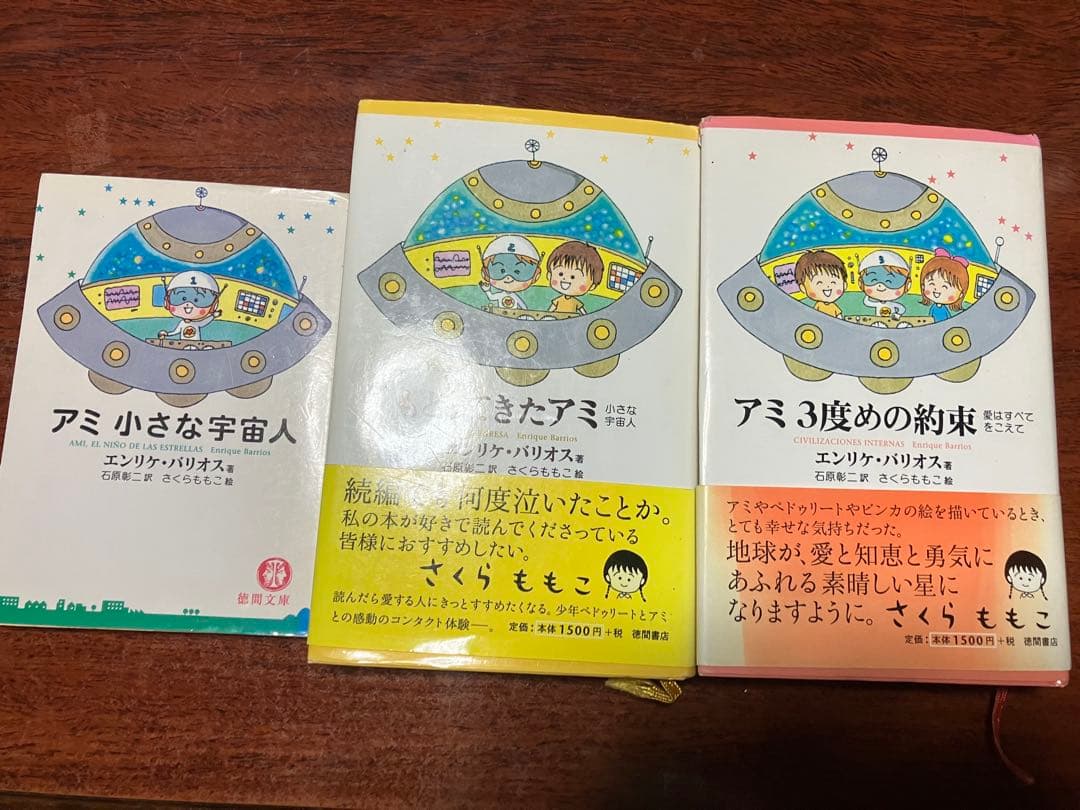 1
アミ 小さな宇宙人
AMI, EL NIÑO DE LAS ESTRELLAS Enrique Barrios
エンリケ・バリオス著
石原彰二訳 さくらももこ絵
徳間文庫
2
きたアミ 小さな
宇宙人
REGRESA Enrique Barrios
エンリケ・バリオス著
石原彰二訳 さくらももこ絵
続編 何度泣いたことか。
私の本が好きで読んでくださっている
皆様におすすめしたい。
さくら ももこ
読んだら愛する人にきっとすすめたくなる。少年ペドゥリートとアミ
との感動のコンタクト体験——。
定価:本体1500円+税 徳間書店
3
アミ 3度めの約束 愛はすべて
をこえて
CIVILIZACIONES INTERNAS Enrique Barrios
エンリケ・バリオス著
石原彰二訳 さくらももこ絵
アミやペドゥリートやビンカの絵を描いているとき、
とても幸せな気持ちだった。
地球が、愛と知恵と勇気に
あふれる素晴しい星に
なりますように。さくら ももこ
定価:本体1500円+税 徳間書店